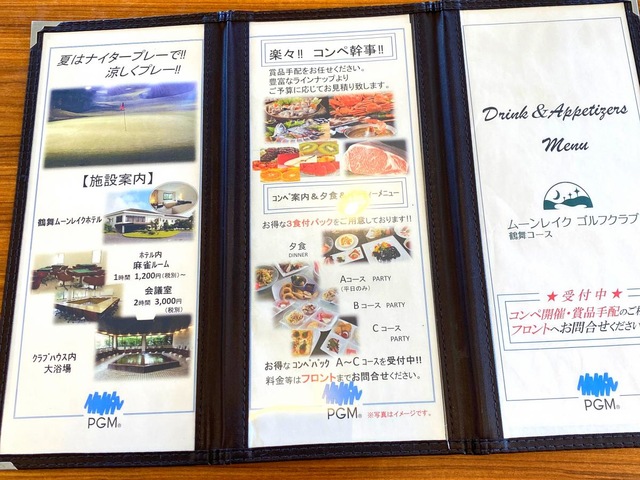 夏はナイタープレーで!!
涼しくプレー!!
【施設案内】
鶴舞ムーンレイクホテル
ホテル内
麻雀ルーム
1時間 1,200円(税別)~
会議室
2時間 3,000円
(税別)
クラブハウス内
大浴場
PGM®
楽々!! コンペ幹事!!
賞品手配をお任せください。
豊富なラインナップより
ご予算に応じてお見積り致します。
コンペ案内&夕食&
ーメニュー
お得な3食付パックをご用意しております!!
夕食
DINNER
Aコース PARTY
(平日のみ)
Bコース PARTY
Cコース
PARTY
お得なコンペパック A~Cコースを受付中!!
料金等はフロントまでお問合せください。
PGM®
※写真はイメージです。
Drink & Appetizers
Menu
ムーンレイク ゴルフクラブ
鶴舞コース
★ 受付中 ★
コンペ開催・賞品手配のご
フロントへお問合せくださ
PGM®